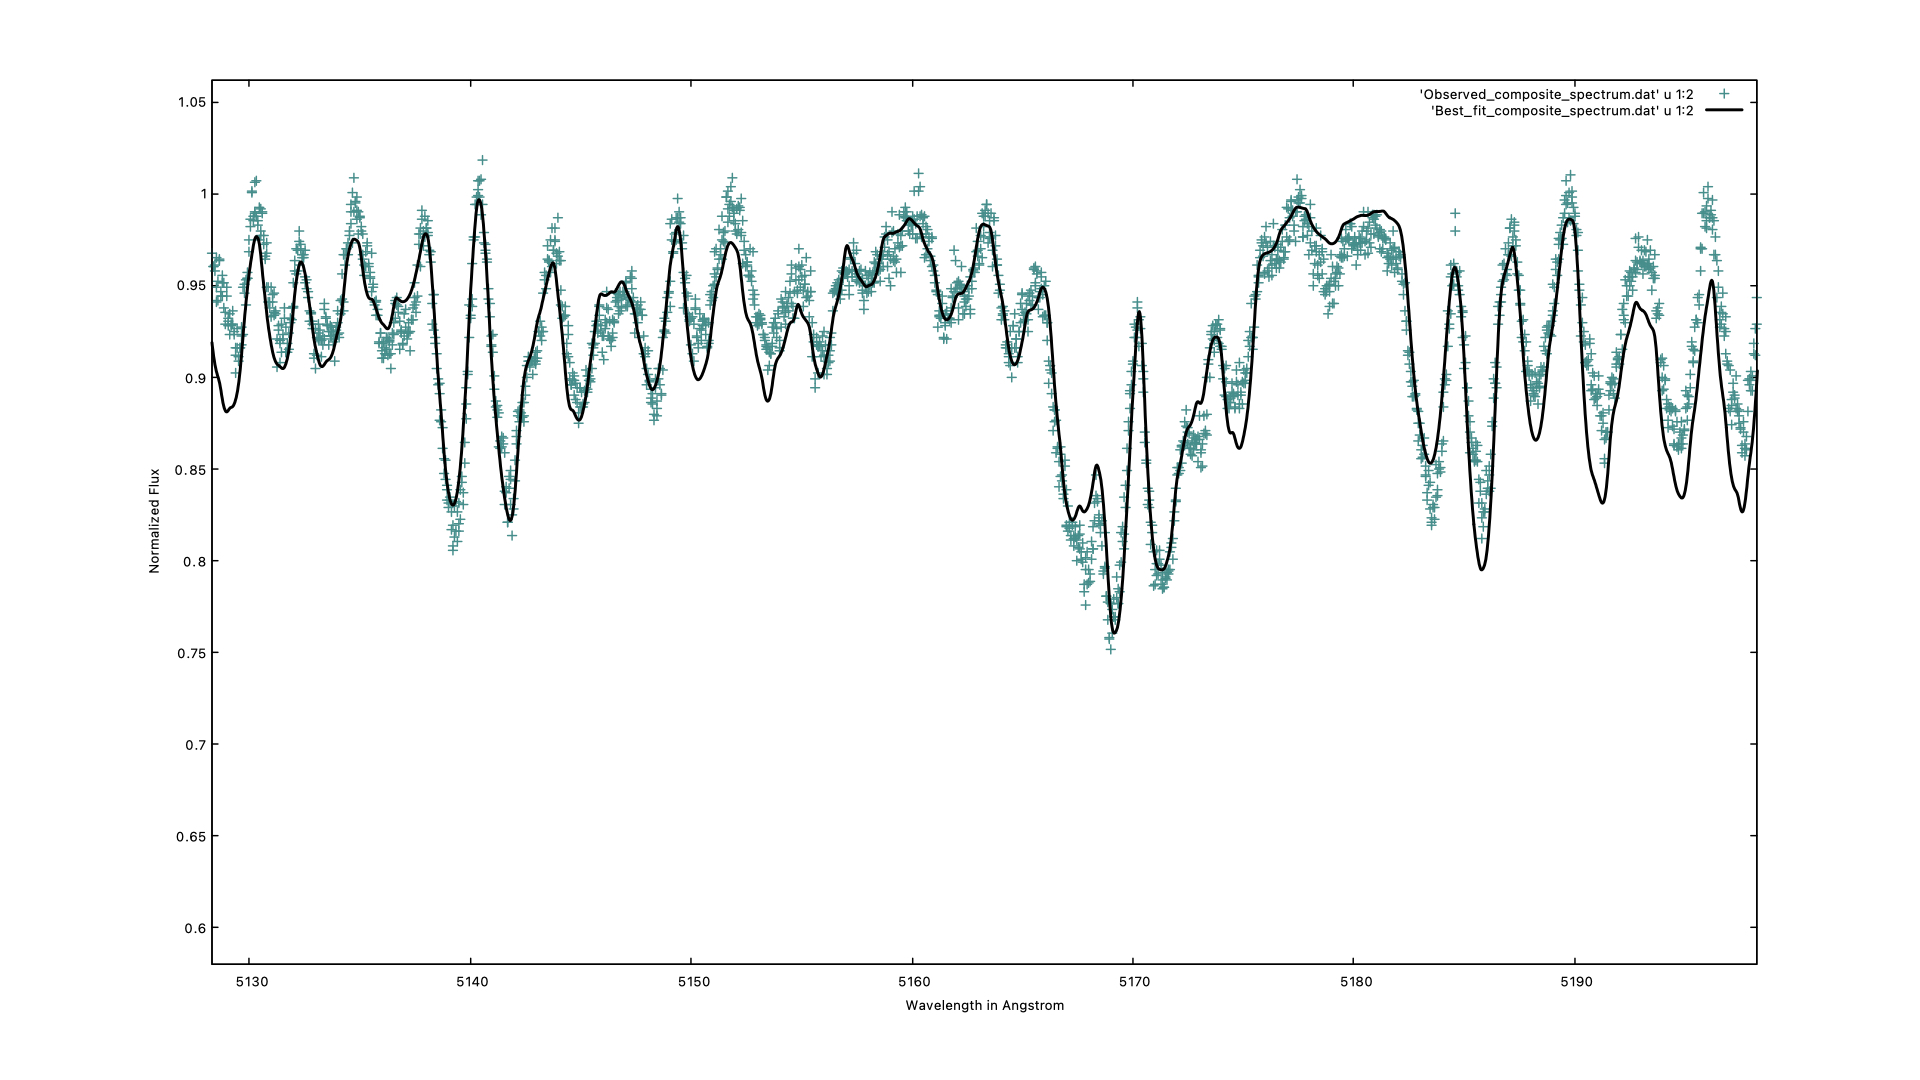 'Observed_composite_spectrum.dat' u 1:2
'Best_fit_composite_spectrum.dat' u 1:2
1.05
1
0.95
0.9
0.85
0.8
0.75
0.7
0.65
0.6
Normalized Flux
5130 5140 5150 5160 5170 5180 5190
Wavelength in Angstrom